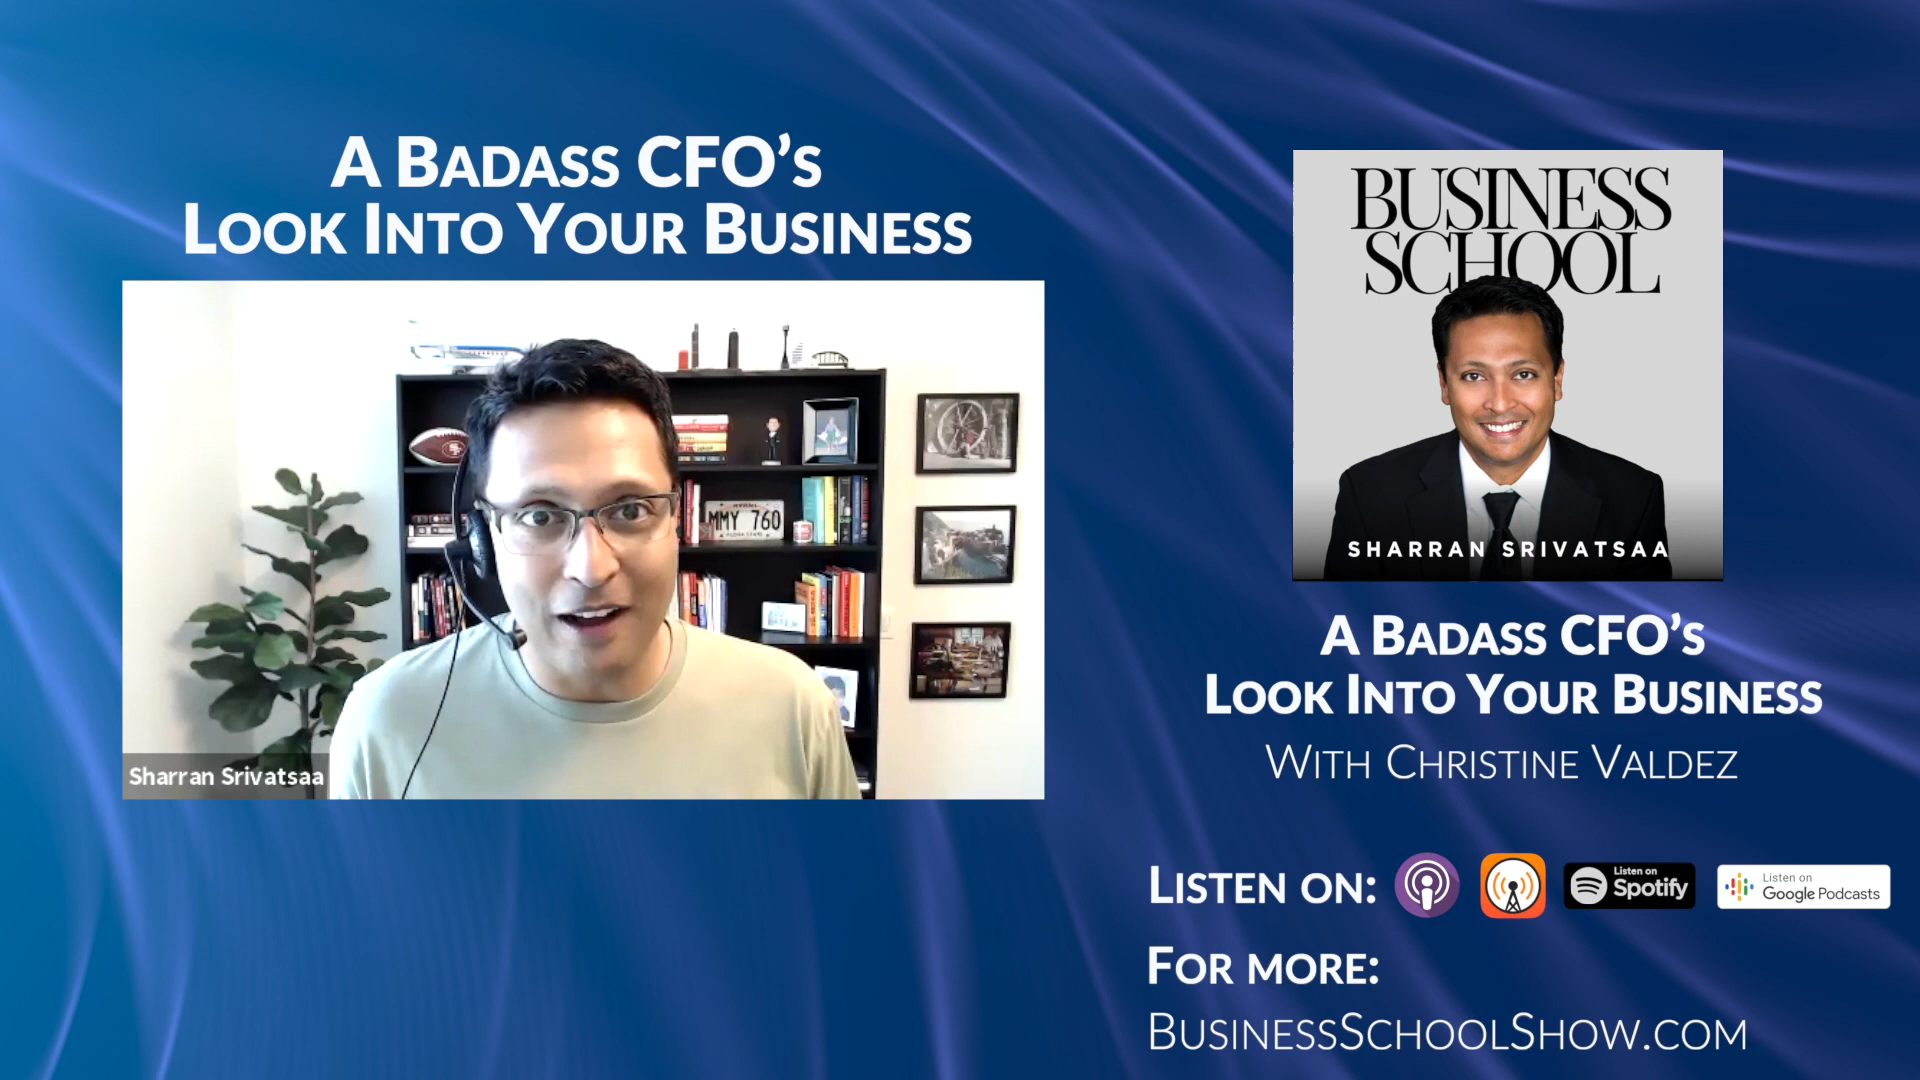 A Badass CFO's
Look Into Your Business
MMY 760
Sharran Srivatsaa
BUSINESS
SCHOOL
SHARRAN SRIVATSAA
A Badass CFO's
Look Into Your Business
With Christine Valdez
Listen on:
Listen on
Spotify
Listen on
Google Podcasts
For more:
BusinessSchoolShow.com